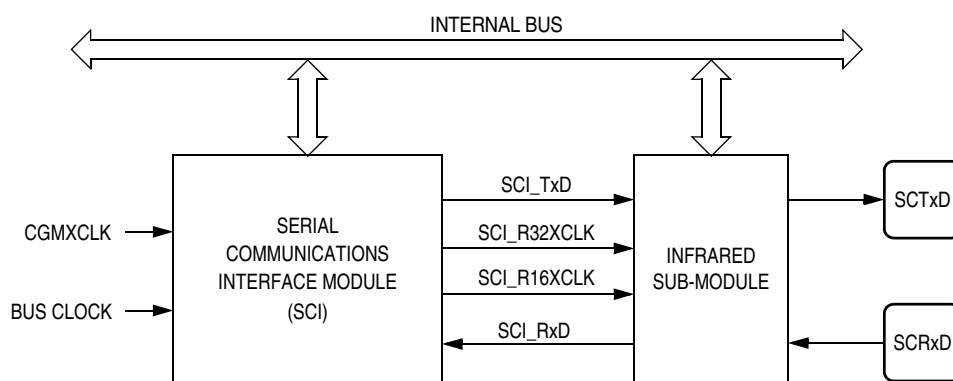 INTERNAL BUS
SCI_TxD
SCTxD
CGMXCLK
SERIAL
COMMUNICATIONS
INTERFACE MODULE
(SCI)
SCI_R32XCLK
INFRARED
SUB-MODULE
SCI_R16XCLK
BUS CLOCK
SCI_RxD
SCRxD